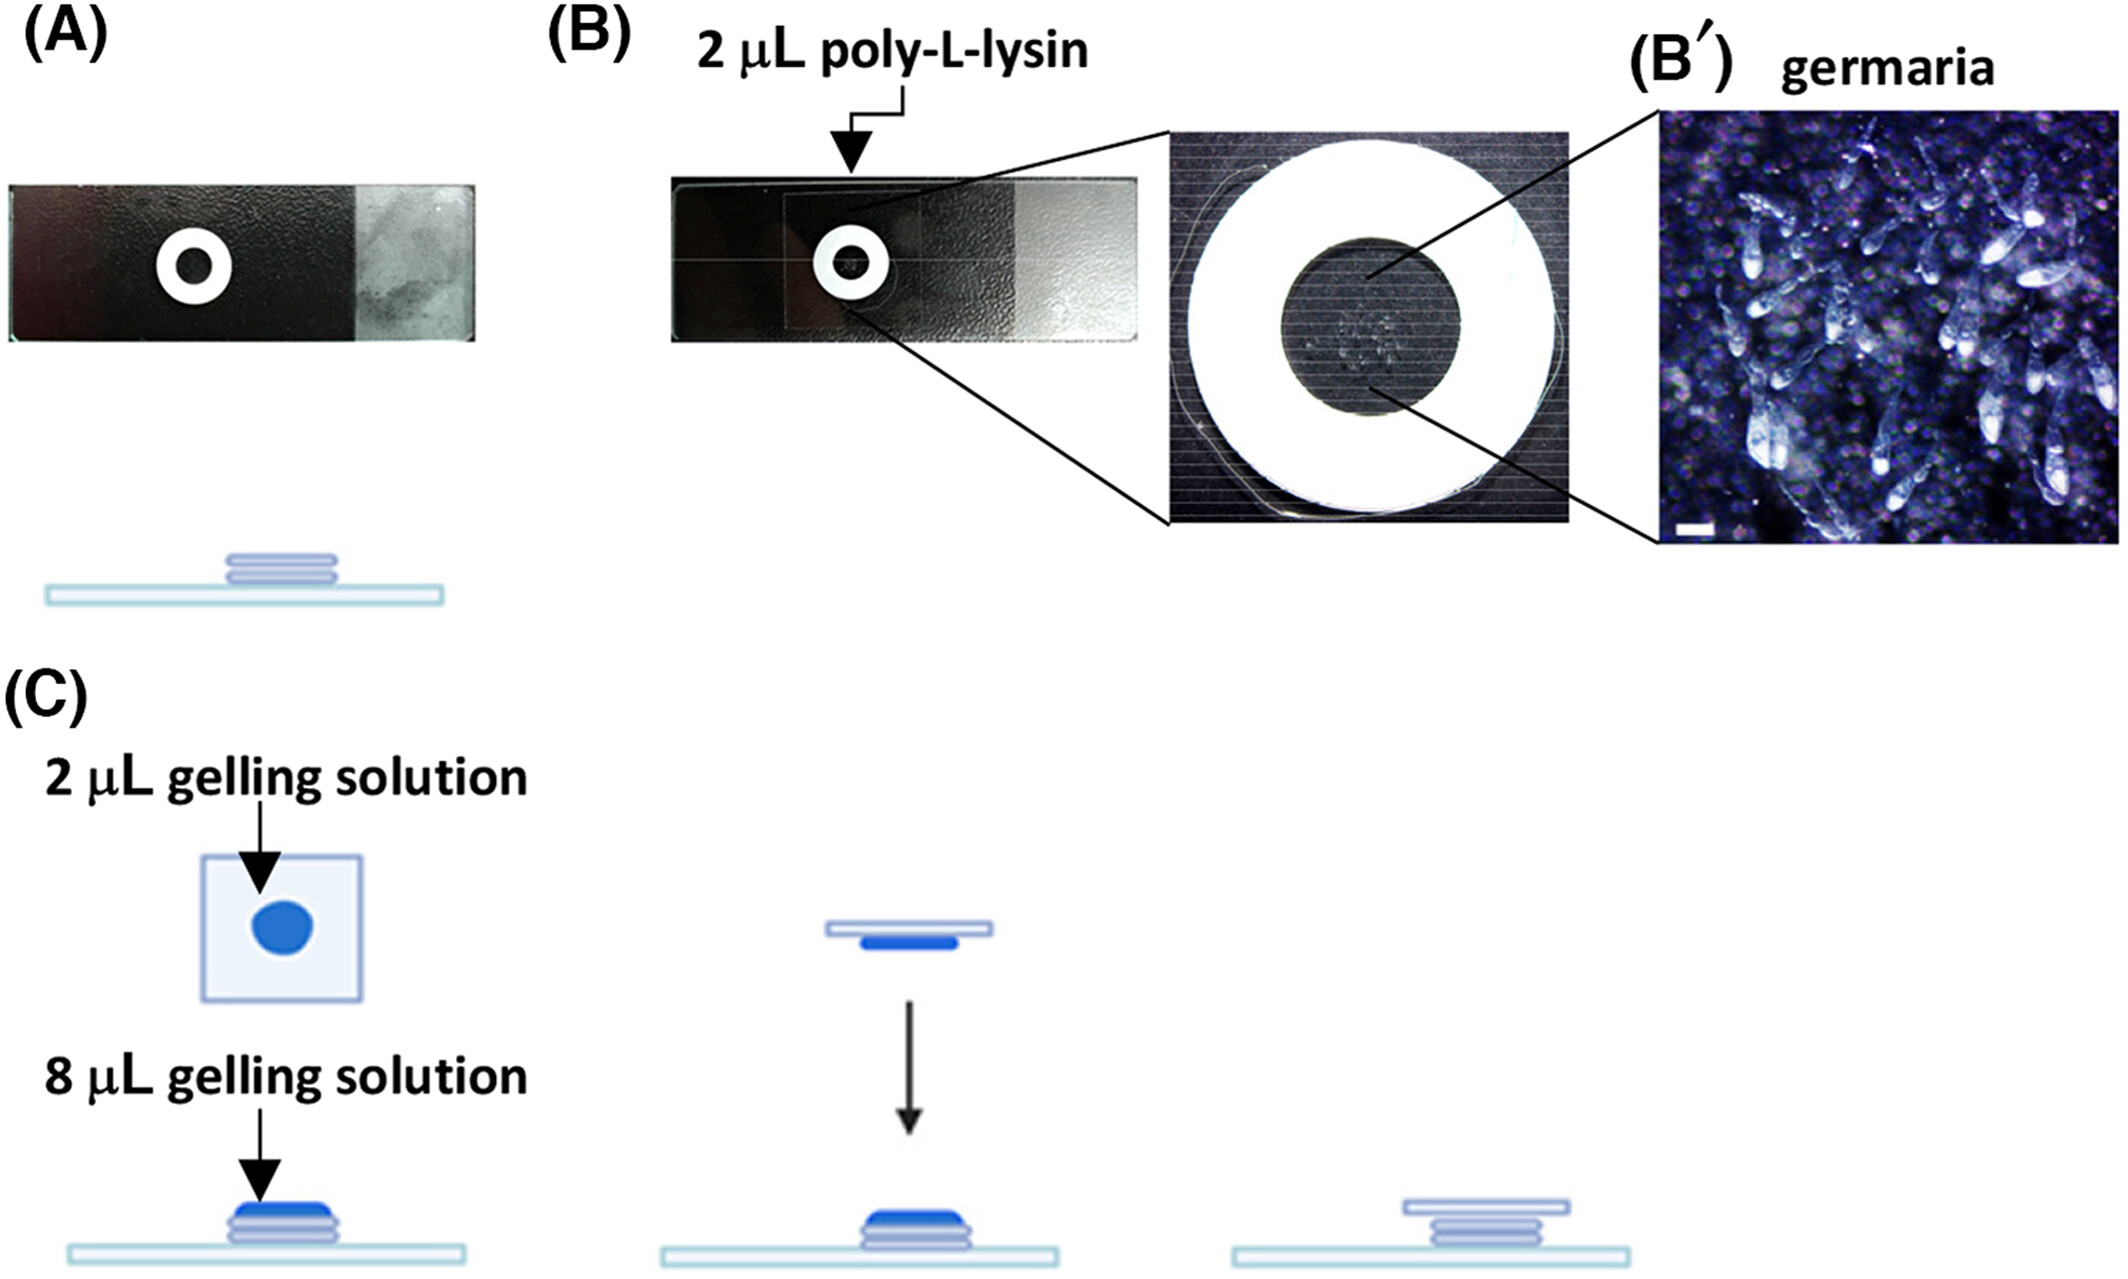 (A)
(B)
2 μL poly-L-lysin
(B′)
germaria
(C)
2 μL gelling solution
8 μL gelling solution